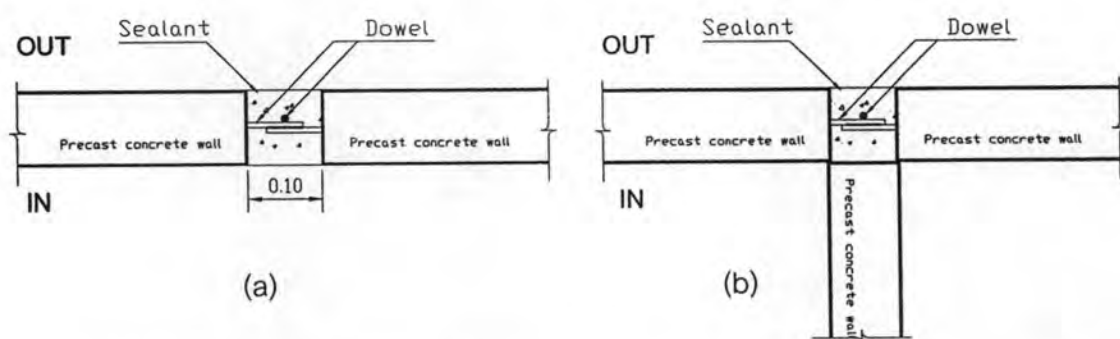 Sealant Dowel
OUT
Precast concrete wall Precast concrete wall
IN
0.10
(a)
Sealant Dowel
OUT
Precast concrete wall Precast concrete wall
IN
Precast concrete wall
(b)